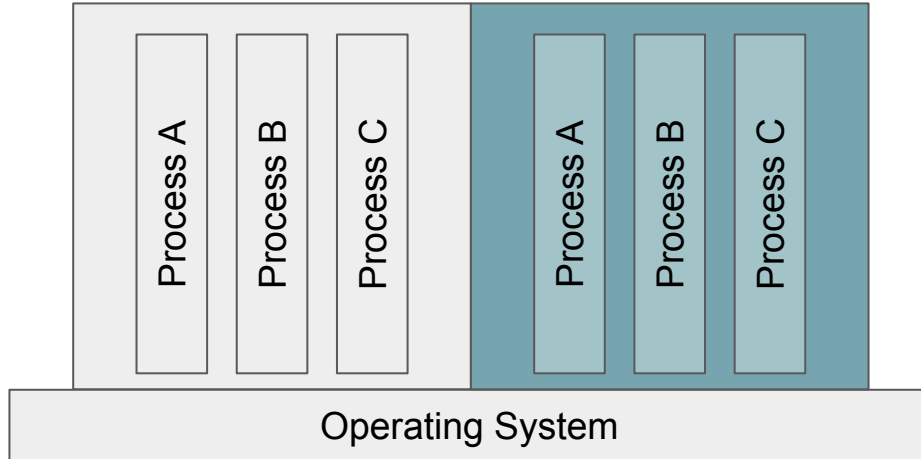 Process A
Process B
Process C
Process A
Process B
Process C
Operating System